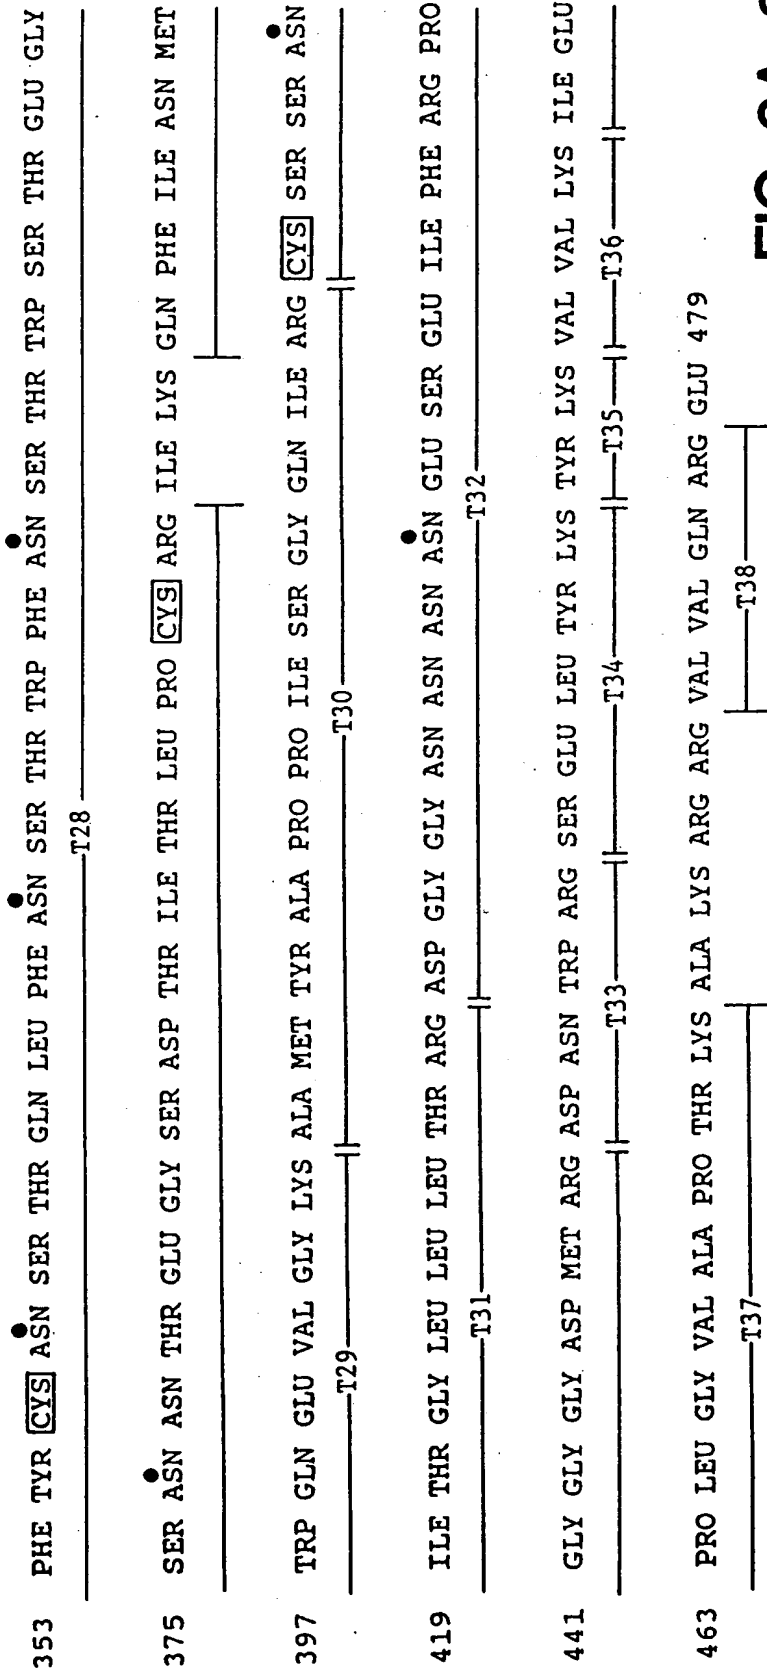 353 PHE TYR CYS ASN SER THR GLN LEU PHE ASN SER THR TRP PHE ASN SER THR TRP SER THR GLU GLY
T28
375 SER ASN ASN THR GLU GLY SER ASP THR ILE THR LEU PRO CYS ARG ILE LYS GLN PHE ILE ASN MET
397 TRP GLN GLU VAL GLY LYS ALA MET TYR ALA PRO PRO ILE SER GLY GLN ILE ARG CYS SER SER ASN
T29 T30
419 ILE THR GLY LEU LEU LEU THR ARG ASP GLY GLY ASN ASN ASN ASN GLU SER GLU ILE PHE ARG PRO
T31 T32
441 GLY GLY GLY ASP MET ARG ASP ASN TRP ARG SER GLU LEU TYR LYS TYR LYS VAL VAL LYS ILE GLU
T33 T34 T35 T36
463 PRO LEU GLY VAL ALA PRO THR LYS ALA LYS ARG ARG VAL VAL GLN ARG GLU 479
T37 T38